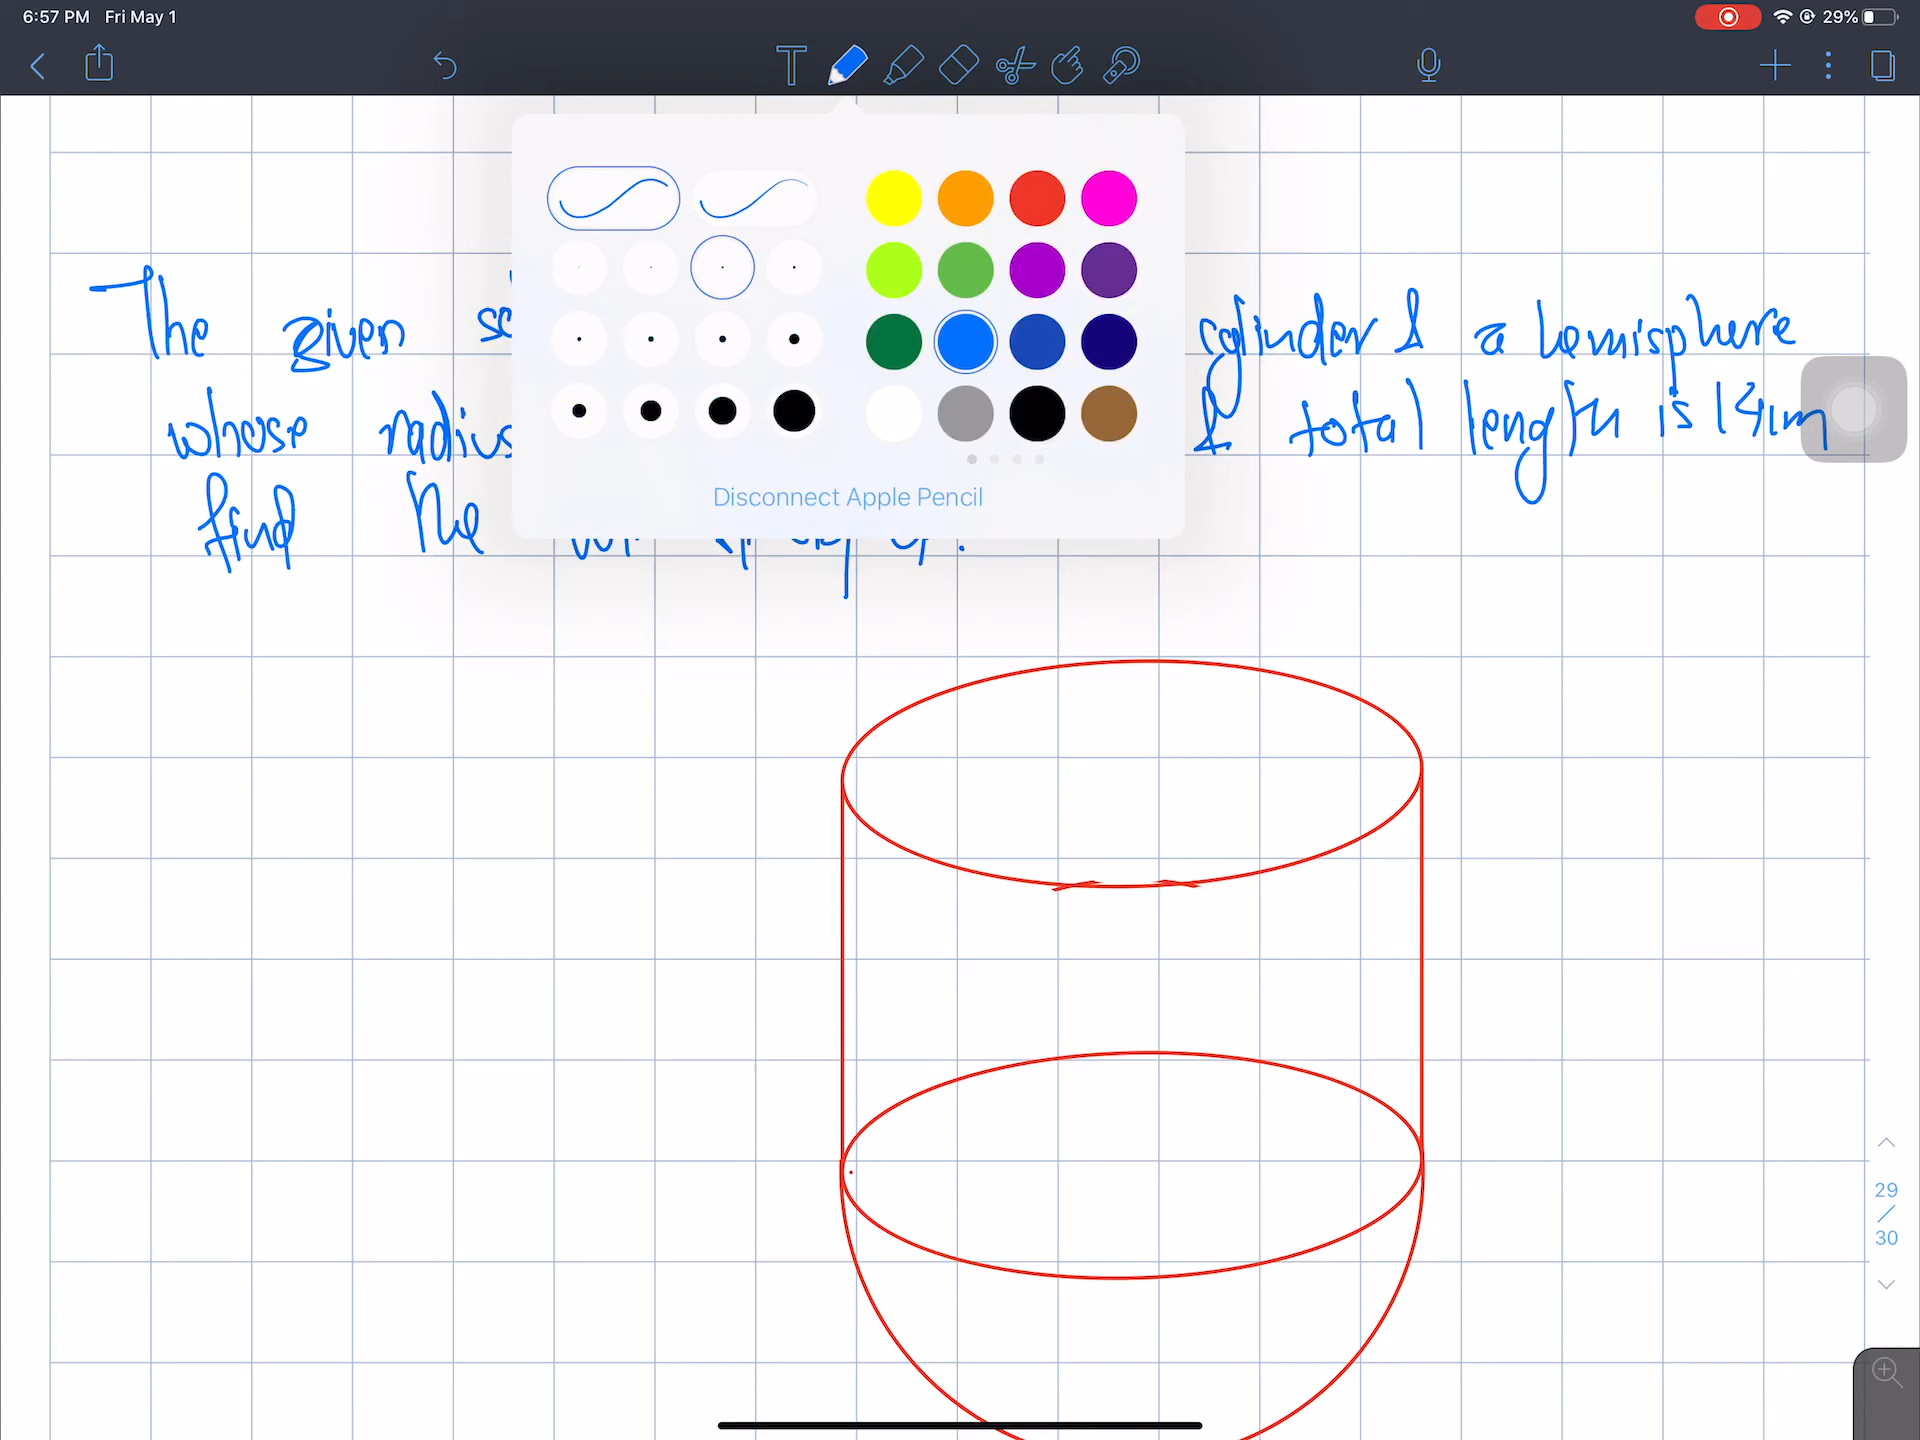 6:57 PM Fri May 1
29%
The given
cylinder & a hemisphere
whose radius
& total length is 14cm
find the
Disconnect Apple Pencil
29
/
30